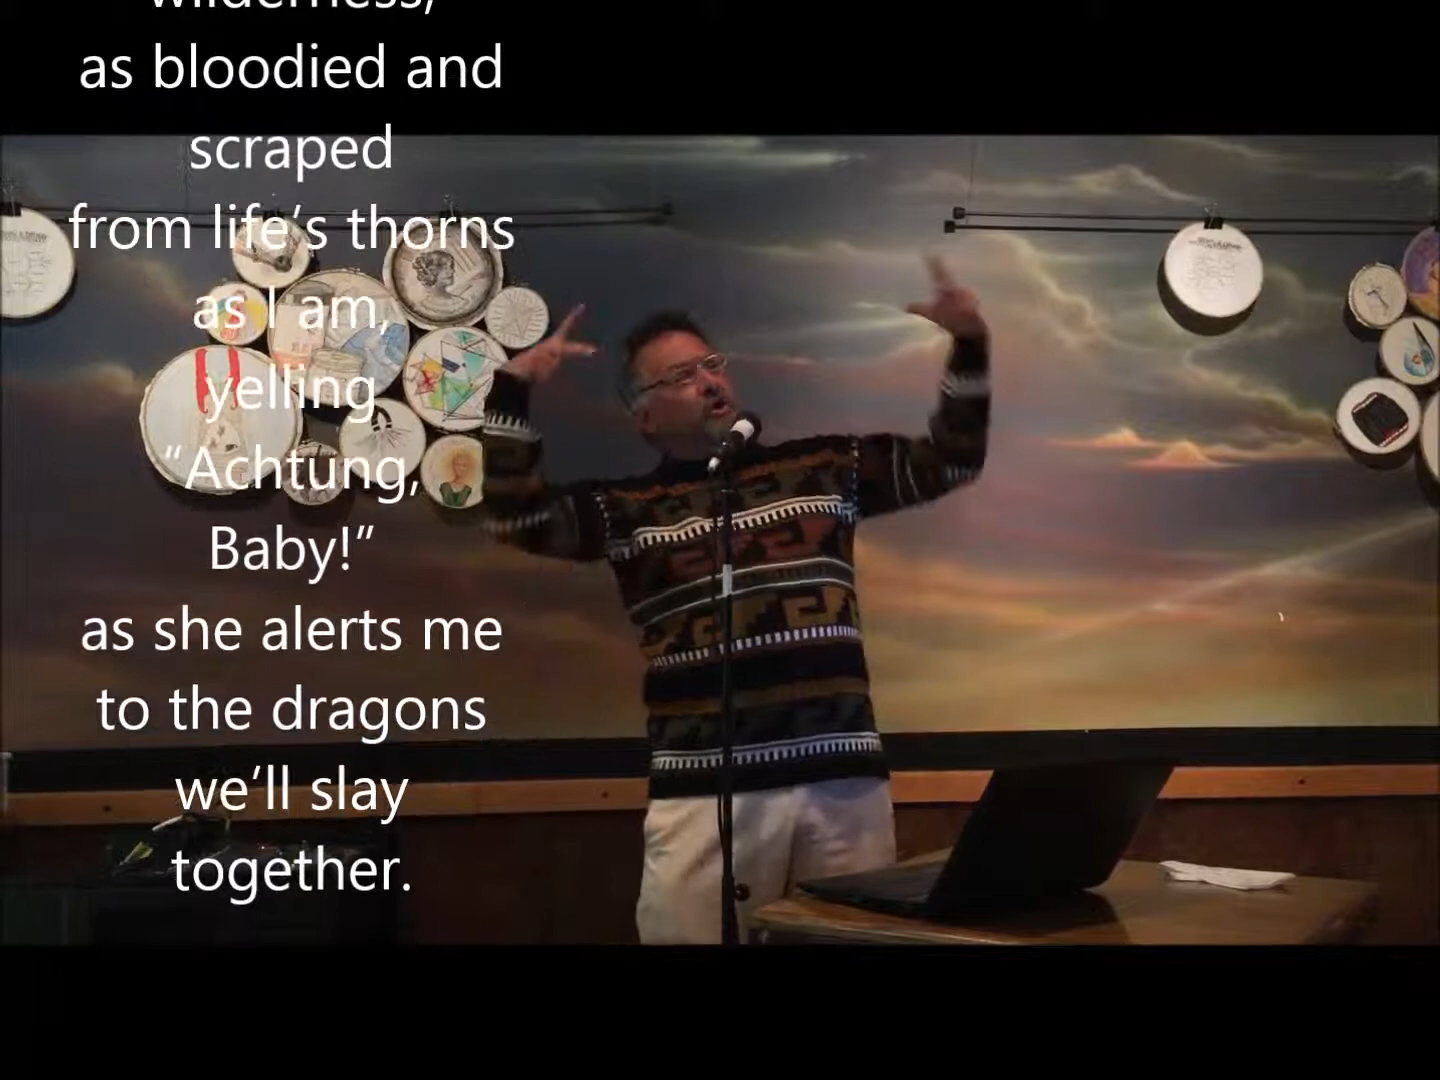 wilderness,
as bloodied and
scraped
from life’s thorns
as I am,
yelling
“Achtung,
Baby!”
as she alerts me
to the dragons
we’ll slay
together.